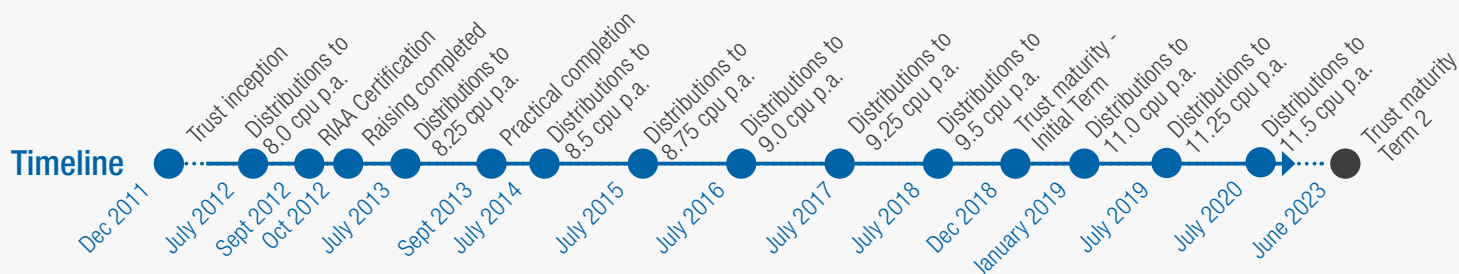 Timeline
Dec 2011
Trust inception
July 2012
Distributions to
8.0 cpu p.a.
Sept 2012
RIAA Certification
Oct 2012
Raising completed
July 2013
Distributions to
8.25 cpu p.a.
Sept 2013
Practical completion
July 2014
Distributions to
8.5 cpu p.a.
July 2015
Distributions to
8.75 cpu p.a.
July 2016
Distributions to
9.0 cpu p.a.
July 2017
Distributions to
9.25 cpu p.a.
July 2018
Distributions to
9.5 cpu p.a.
Dec 2018
Trust maturity -
Initial Term
January 2019
Distributions to
11.0 cpu p.a.
July 2019
Distributions to
11.25 cpu p.a.
July 2020
Distributions to
11.5 cpu p.a.
June 2023
Trust maturity
Term 2